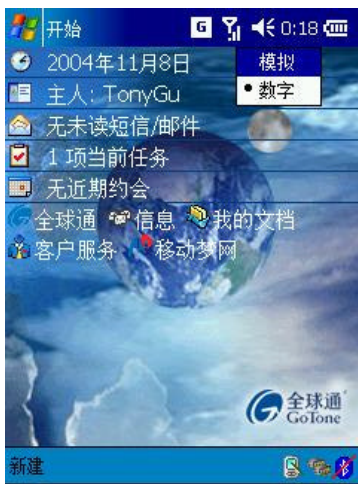 开始 G 0:18
2004年11月8日
模拟
数字
主人: TonyGu
无未读短信/邮件
1 项当前任务
无近期约会
全球通 信息 我的文档
客户服务 移动梦网
全球通
GoTone
新建